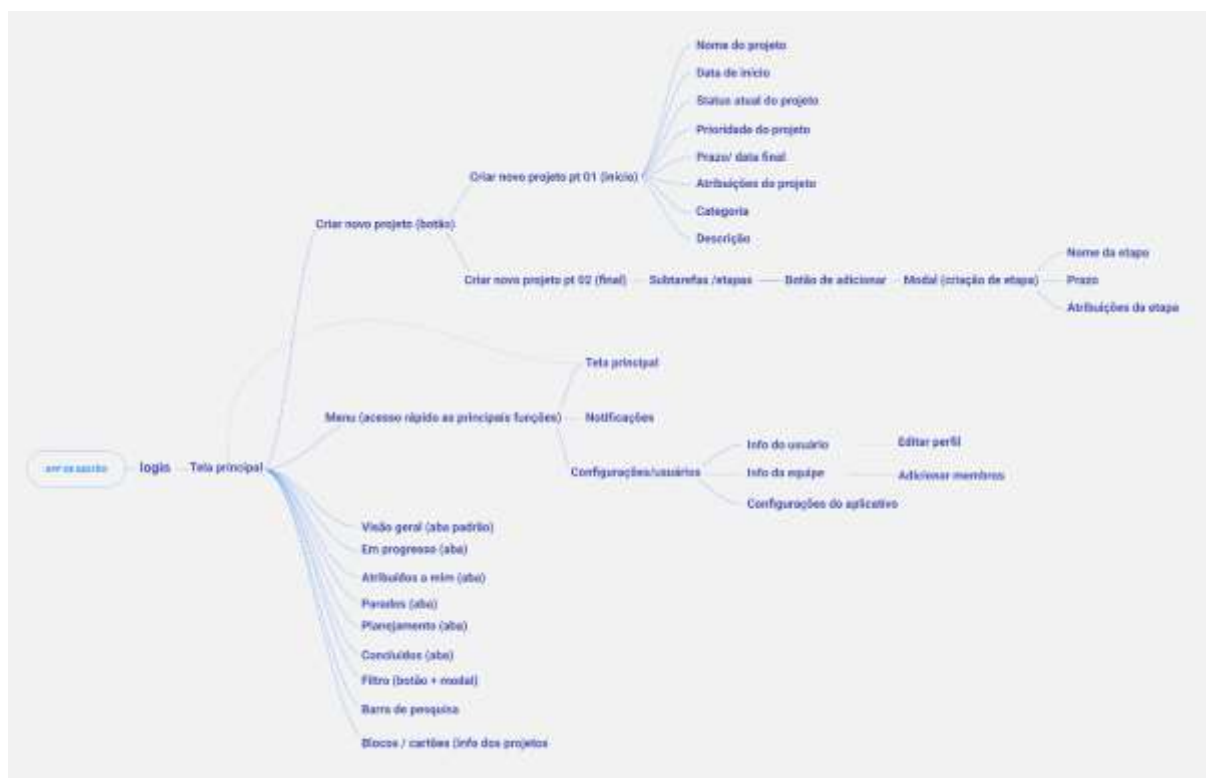 Nome do projeto
Data de início
Status atual do projeto
Prioridade do projeto
Prazo/ data final
Atribuições do projeto
Categoria
Descrição
Criar novo projeto pt 01 (início)
Criar novo projeto (botão)
Criar novo projeto pt 02 (final)
Subtarefas /etapas
Botão de adicionar
Modal (criação de etapa)
Nome da etapa
Prazo
Atribuições da etapa
Tela principal
Menu (acesso rápido as principais funções)
Notificações
Configurações/usuários
Info do usuário
Editar perfil
Info da equipe
Adicionar membros
Configurações do aplicativo
APP DE GESTÃO
login
Tela principal
Visão geral (aba padrão)
Em progresso (aba)
Atribuídos a mim (aba)
Parados (aba)
Planejamento (aba)
Concluídos (aba)
Filtro (botão + modal)
Barra de pesquisa
Blocos / cartões (info dos projetos